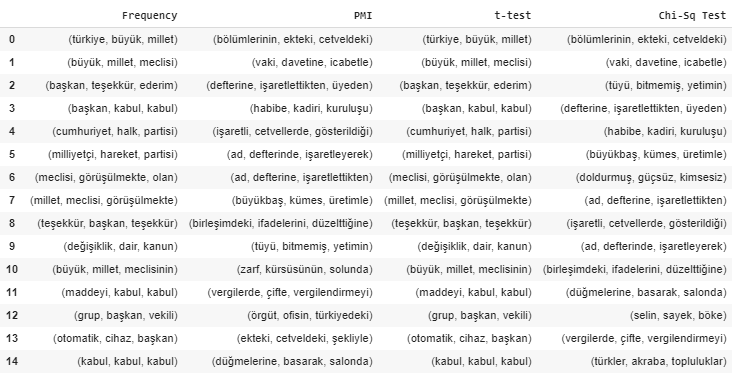 Frequency PMI t-test Chi-Sq Test
0 (türkiye, büyük, millet) (bölümlerinin, ekteki, cetveldeki) (türkiye, büyük, millet) (bölümlerinin, ekteki, cetveldeki)
1 (büyük, millet, meclisi) (vaki, davetine, icabetle) (büyük, millet, meclisi) (vaki, davetine, icabetle)
2 (başkan, teşekkür, ederim) (defterine, işaretlettikten, üyeden) (başkan, teşekkür, ederim) (tüyü, bitmemiş, yetimin)
3 (başkan, kabul, kabul) (habibe, kadiri, kuruluşu) (başkan, kabul, kabul) (defterine, işaretlettikten, üyeden)
4 (cumhuriyet, halk, partisi) (işaretli, cetvellerde, gösterildiği) (cumhuriyet, halk, partisi) (habibe, kadiri, kuruluşu)
5 (milliyetçi, hareket, partisi) (ad, defterinde, işaretleyerek) (milliyetçi, hareket, partisi) (büyükbaş, kümes, üretimle)
6 (meclisi, görüşülmekte, olan) (ad, defterine, işaretlettikten) (meclisi, görüşülmekte, olan) (doldurmuş, güçsüz, kimsesiz)
7 (millet, meclisi, görüşülmekte) (büyükbaş, kümes, üretimle) (millet, meclisi, görüşülmekte) (ad, defterine, işaretlettikten)
8 (teşekkür, başkan, teşekkür) (birleşimdeki, ifadelerini, düzelttiğine) (teşekkür, başkan, teşekkür) (işaretli, cetvellerde, gösterildiği)
9 (değişiklik, dair, kanun) (tüyü, bitmemiş, yetimin) (değişiklik, dair, kanun) (ad, defterinde, işaretleyerek)
10 (büyük, millet, meclisinin) (zarf, kürsüsünün, solunda) (büyük, millet, meclisinin) (birleşimdeki, ifadelerini, düzelttiğine)
11 (maddeyi, kabul, kabul) (vergilerde, çifte, vergilendirmeyi) (maddeyi, kabul, kabul) (düğmelerine, basarak, salonda)
12 (grup, başkan, vekili) (örgüt, ofisin, türkiyedeki) (grup, başkan, vekili) (selin, sayek, böke)
13 (otomatik, cihaz, başkan) (ekteki, cetveldeki, şekliyle) (otomatik, cihaz, başkan) (vergilerde, çifte, vergilendirmeyi)
14 (kabul, kabul, kabul) (düğmelerine, basarak, salonda) (kabul, kabul, kabul) (türkler, akraba, topluluklar)